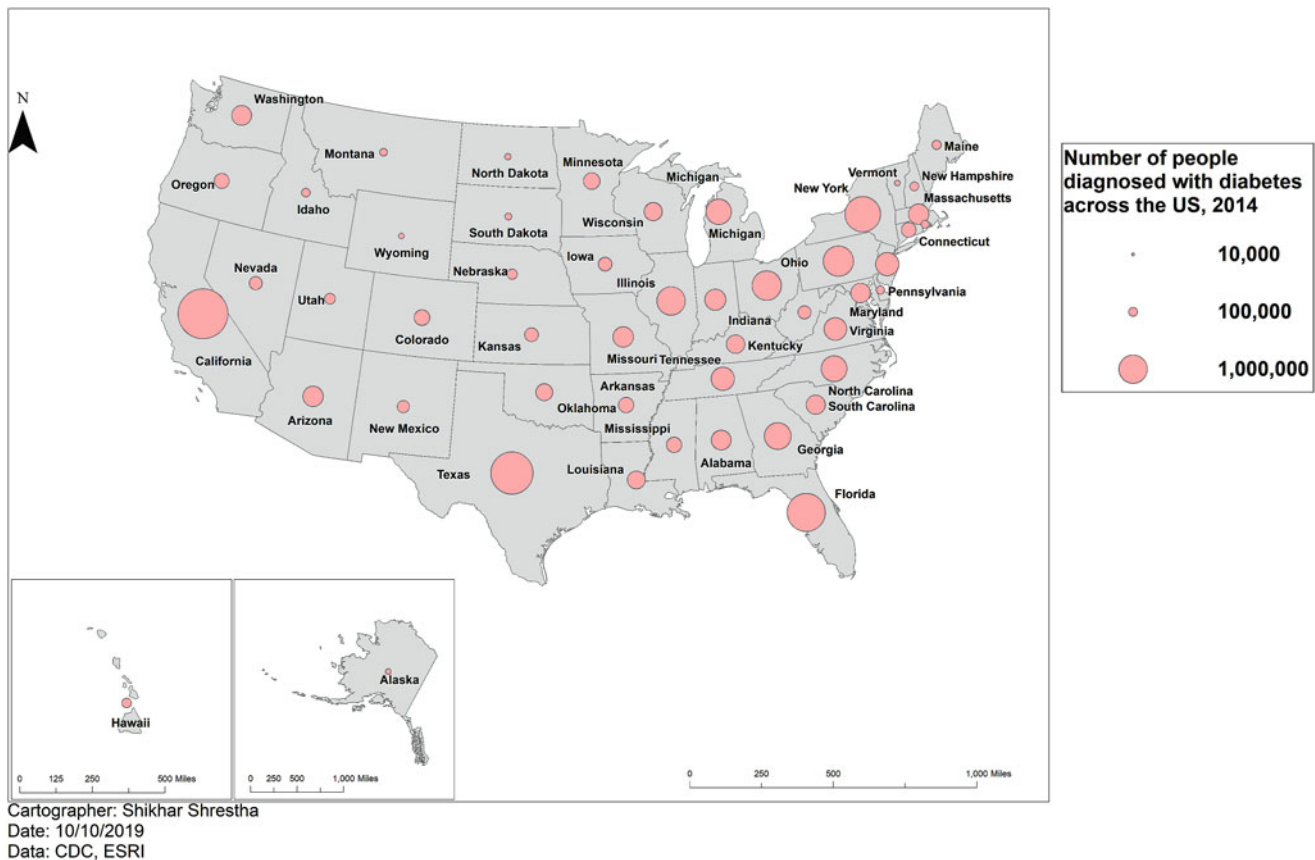 N
Washington
Montana
North Dakota
Minnesota
Michigan
Maine
Vermont
New Hampshire
New York
Massachusetts
Oregon
Idaho
Wisconsin
Michigan
South Dakota
Wyoming
Connecticut
Nevada
Nebraska
Iowa
Illinois
Ohio
Utah
Pennsylvania
Maryland
Indiana
Virginia
Colorado
Kansas
Missouri
Tennessee
Kentucky
California
Arkansas
North Carolina
South Carolina
Oklahoma
Arizona
New Mexico
Mississippi
Georgia
Alabama
Louisiana
Texas
Florida
Alaska
Hawaii
0 125 250 500 Miles
0 250 500 1,000 Miles
0 250 500 1,000 Miles
Number of people
diagnosed with diabetes
across the US, 2014
10,000
100,000
1,000,000
Cartographer: Shikhar Shrestha
Date: 10/10/2019
Data: CDC, ESRI